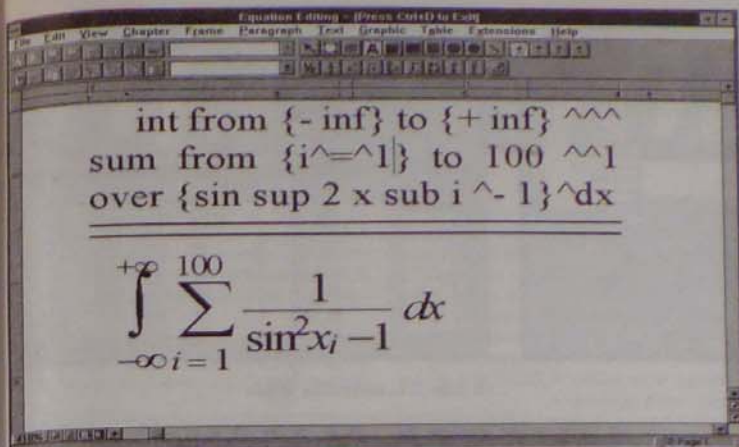 Equation Editing - [Press Ctrl+D to Exit]
File Edit View Chapter Frame Paragraph Text Graphic Table Extensions Help
int from {- inf} to {+ inf} ^^^
sum from {i^=^1} to 100 ^^1
over {sin sup 2 x sub i ^- 1}^dx
+∞ 100
∫ ∑ 1 dx
sin²xᵢ −1
−∞ i = 1